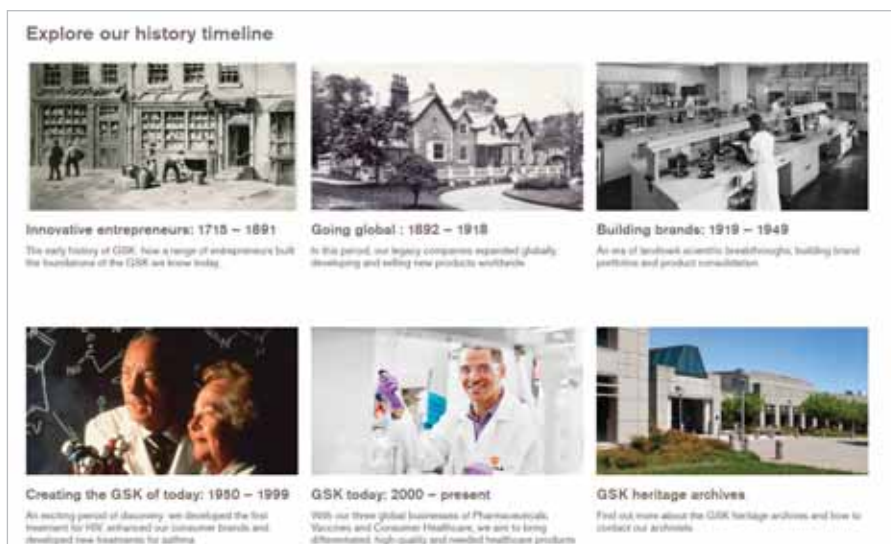 Explore our history timeline
Innovative entrepreneurs: 1715 – 1891
The early history of GSK: how a range of entrepreneurs built
the foundations of the GSK we know today.
Going global : 1892 – 1918
In this period, our legacy companies expanded globally,
developing and selling new products worldwide.
Building brands: 1919 – 1949
An era of landmark scientific breakthroughs, building brand
portfolios and product consolidation.
Creating the GSK of today: 1950 – 1999
An exciting period of discovery: we developed the first
treatment for HIV, enhanced our consumer brands and
developed new treatments for asthma.
GSK today: 2000 – present
With our three global businesses of Pharmaceuticals,
Vaccines and Consumer Healthcare, we aim to bring
differentiated, high-quality and needed healthcare products
GSK heritage archives
Find out more about the GSK heritage archives and how to
contact our archivists.